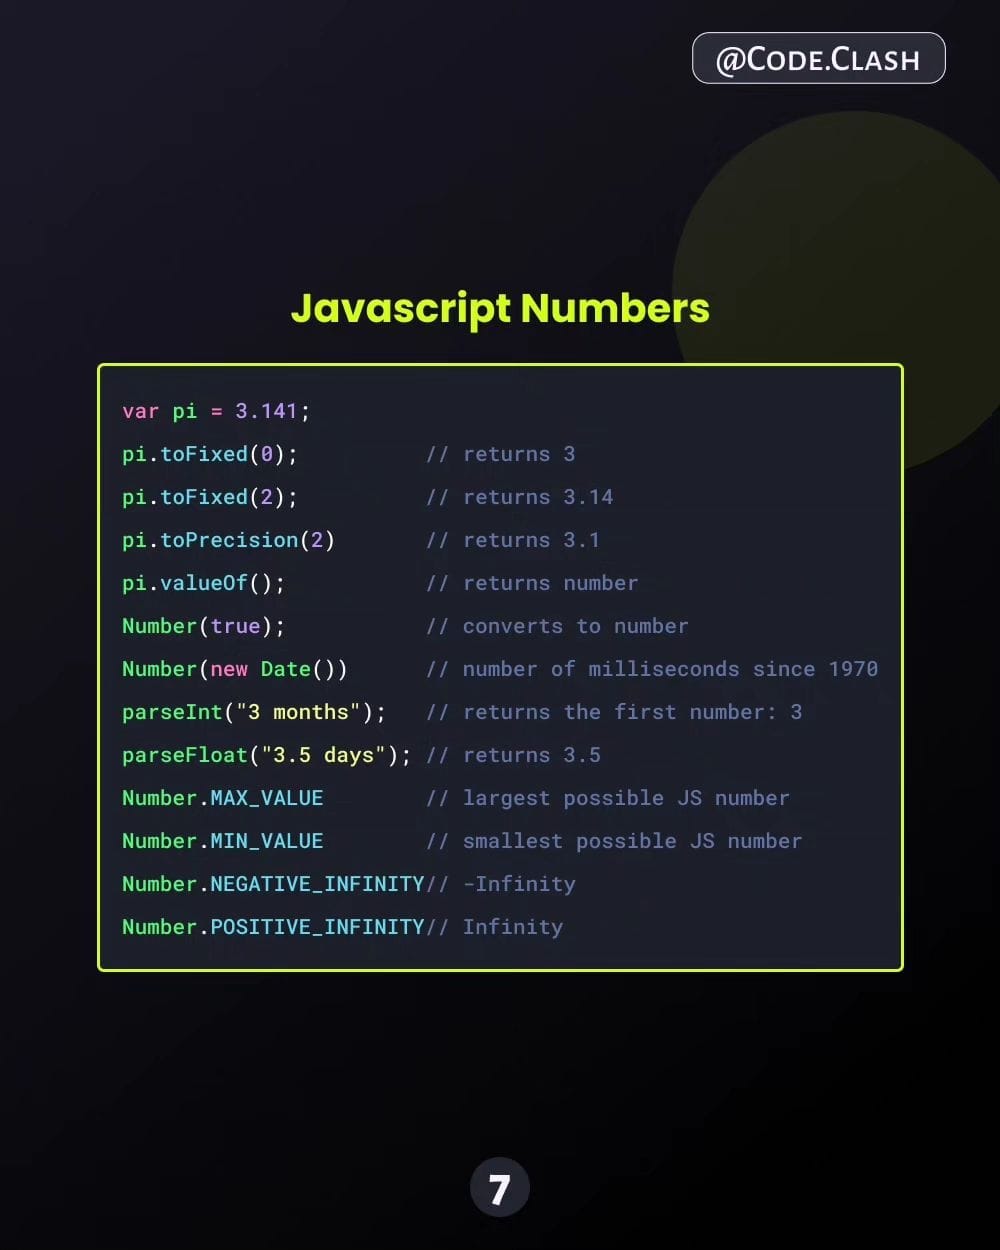 @Code.Clash
Javascript Numbers
var pi = 3.141;
pi.toFixed(0); // returns 3
pi.toFixed(2); // returns 3.14
pi.toPrecision(2) // returns 3.1
pi.valueOf(); // returns number
Number(true); // converts to number
Number(new Date()) // number of milliseconds since 1970
parseInt("3 months"); // returns the first number: 3
parseFloat("3.5 days"); // returns 3.5
Number.MAX_VALUE // largest possible JS number
Number.MIN_VALUE // smallest possible JS number
Number.NEGATIVE_INFINITY// -Infinity
Number.POSITIVE_INFINITY// Infinity
7